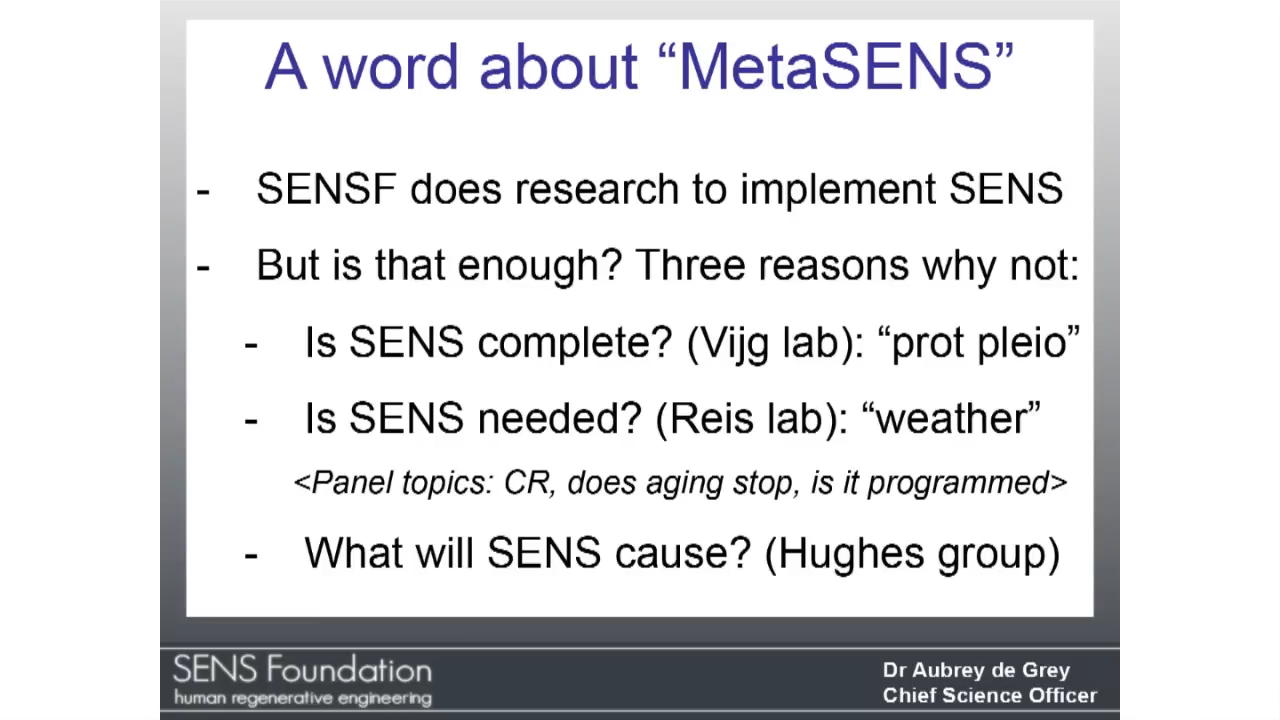 A word about “MetaSENS”
- SENSF does research to implement SENS
- But is that enough? Three reasons why not:
- Is SENS complete? (Vijg lab): “prot pleio”
- Is SENS needed? (Reis lab): “weather”
<Panel topics: CR, does aging stop, is it programmed>
- What will SENS cause? (Hughes group)
SENS Foundation
human regenerative engineering
Dr Aubrey de Grey
Chief Science Officer